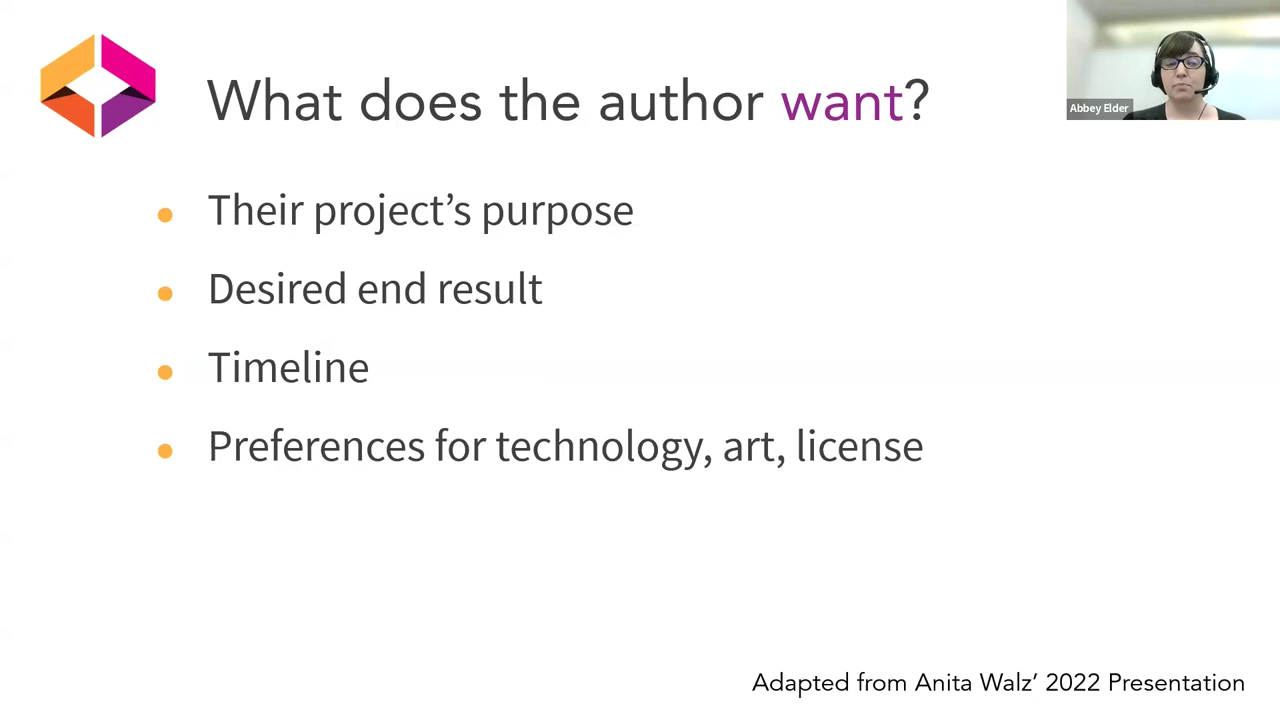 What does the author want?
Abbey Elder
Their project’s purpose
Desired end result
Timeline
Preferences for technology, art, license
Adapted from Anita Walz’ 2022 Presentation